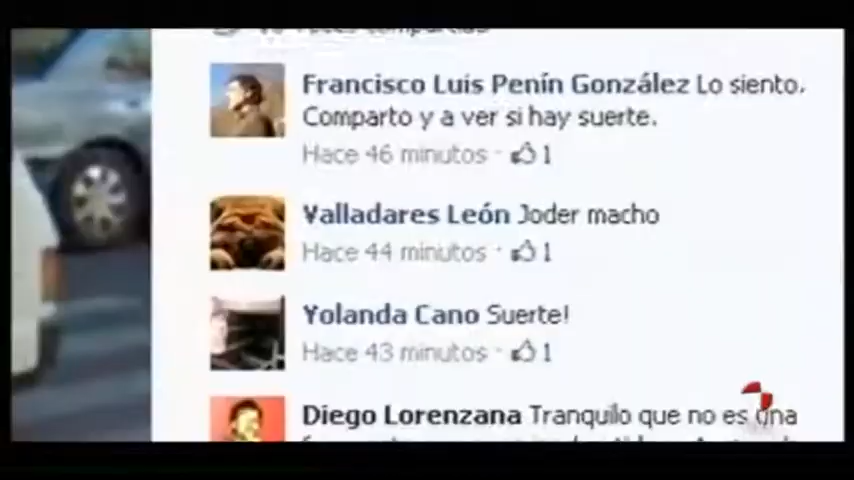 Francisco Luis Penín González Lo siento.
Comparto y a ver si hay suerte.
Hace 46 minutos · 1
Valladares León Joder macho
Hace 44 minutos · 1
Yolanda Cano Suerte!
Hace 43 minutos · 1
Diego Lorenzana Tranquilo que no es una